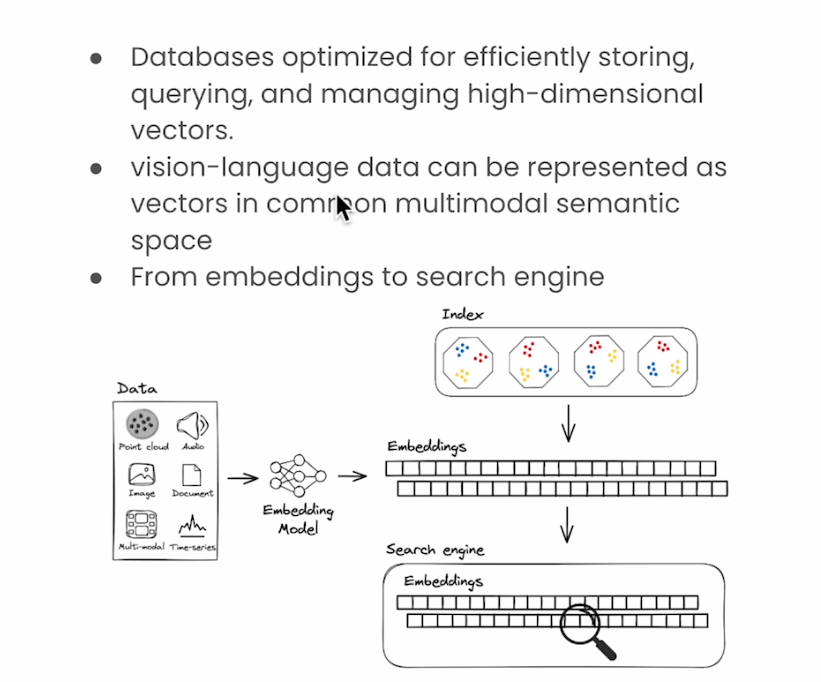 Databases optimized for efficiently storing,
querying, and managing high-dimensional
vectors.
vision-language data can be represented as
vectors in common multimodal semantic
space
From embeddings to search engine
Index
Data
Point cloud Audio
Image Document
Multi-modal Time-series
Embedding
Model
Embeddings
Search engine
Embeddings